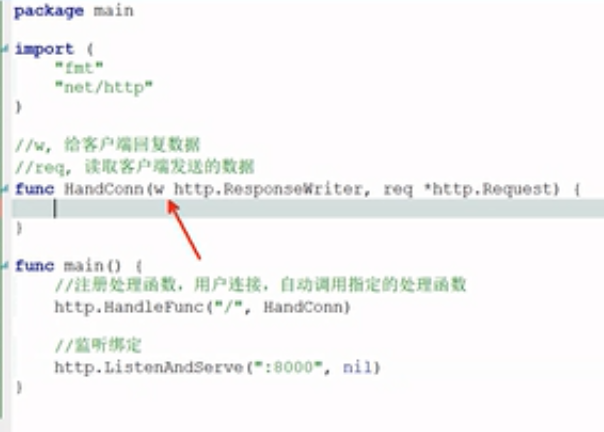 package main
import (
"fmt"
"net/http"
)
//w, 给客户端回复数据
//req, 读取客户端发送的数据
func HandConn(w http.ResponseWriter, req *http.Request) {
}
func main() {
//注册处理函数，用户连接，自动调用指定的处理函数
http.HandleFunc("/", HandConn)
//监听绑定
http.ListenAndServe(":8000", nil)
}